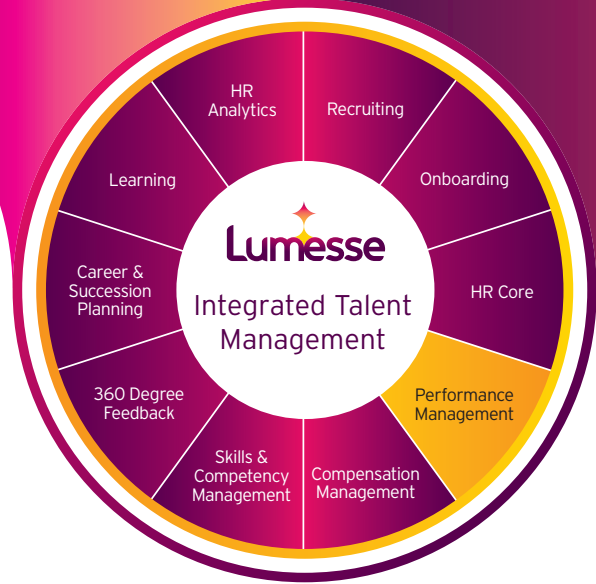 HR
Analytics
Recruiting
Learning
Onboarding
Lumesse
Integrated Talent
Management
Career &
Succession
Planning
HR Core
360 Degree
Feedback
Performance
Management
Skills &
Competency
Management
Compensation
Management